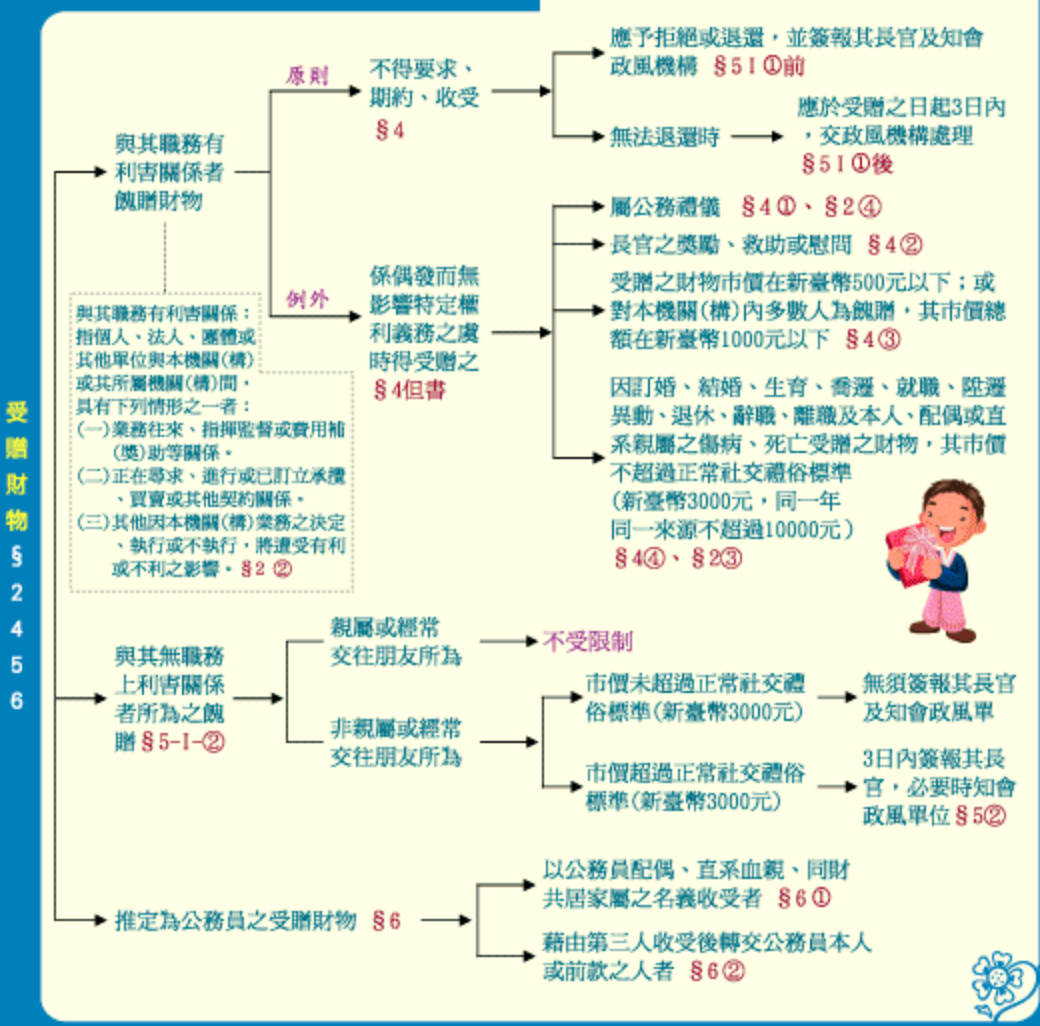 受
贈
財
物
§
2
4
5
6
與其職務有
利害關係者
餽贈財物
原則
不得要求、
期約、收受
§4
應予拒絕或退還，並簽報其長官及知會
政風機構 §5I①前
無法退還時
應於受贈之日起3日內
，交政風機構處理
§5I①後
例外
係偶發而無
影響特定權
利義務之虞
時得受贈之
§4但書
屬公務禮儀 §4①、§2④
長官之獎勵、救助或慰問 §4②
受贈之財物市價在新臺幣500元以下；或
對本機關(構)內多數人為餽贈，其市價總
額在新臺幣1000元以下 §4③
因訂婚、結婚、生育、喬遷、就職、陞遷
異動、退休、辭職、離職及本人、配偶或直
系親屬之傷病、死亡受贈之財物，其市價
不超過正常社交禮俗標準
(新臺幣3000元，同一年
同一來源不超過10000元)
§4④、§2③
與其職務有利害關係：
指個人、法人、團體或
其他單位與本機關(構)
或其所屬機關(構)間，
具有下列情形之一者：
(一)業務往來、指揮監督或費用補
(獎)助等關係。
(二)正在尋求、進行或已訂立承攬
、買賣或其他契約關係。
(三)其他因本機關(構)業務之決定
、執行或不執行，將遭受有利
或不利之影響。§2 ②
與其無職務
上利害關係
者所為之餽
贈§5-I-②
親屬或經常
交往朋友所為
不受限制
非親屬或經常
交往朋友所為
市價未超過正常社交禮
俗標準(新臺幣3000元)
無須簽報其長官
及知會政風單
市價超過正常社交禮俗
標準(新臺幣3000元)
3日內簽報其長
官，必要時知會
政風單位§5②
推定為公務員之受贈財物 §6
以公務員配偶、直系血親、同財
共居家屬之名義收受者 §6①
藉由第三人收受後轉交公務員本人
或前款之人者 §6②